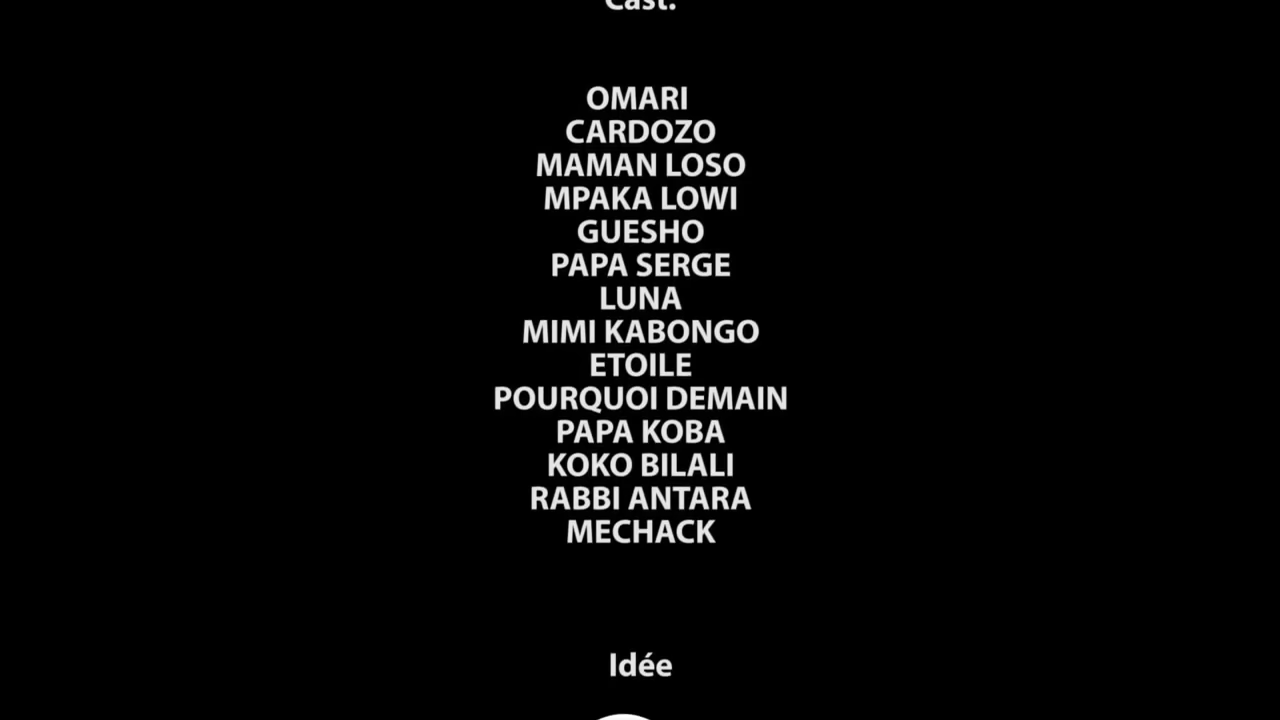 Cast:
OMARI
CARDOZO
MAMAN LOSO
MPAKA LOWI
GUESHO
PAPA SERGE
LUNA
MIMI KABONGO
ETOILE
POURQUOI DEMAIN
PAPA KOBA
KOKO BILALI
RABBI ANTARA
MECHACK
Idée